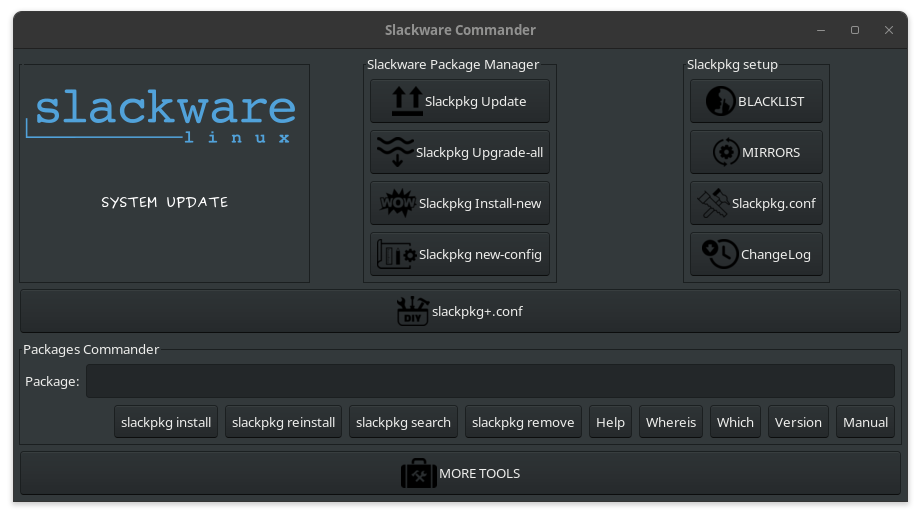 Slackware Commander
slackware
linux
SYSTEM UPDATE
Slackware Package Manager
Slackpkg Update
Slackpkg Upgrade-all
WOW
Slackpkg Install-new
Slackpkg new-config
Slackpkg setup
BLACKLIST
MIRRORS
Slackpkg.conf
ChangeLog
DIY
slackpkg+.conf
Packages Commander
Package:
slackpkg install
slackpkg reinstall
slackpkg search
slackpkg remove
Help
Whereis
Which
Version
Manual
MORE TOOLS